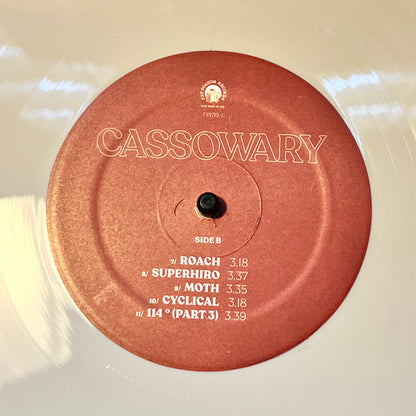 CASSOWARY
SIDE B
7/ ROACH 3.18
8/ SUPERHIRO 3.37
9/ MOTH 3.35
10/ CYCLICAL 3.18
11/ 114° (PART 3) 3.39